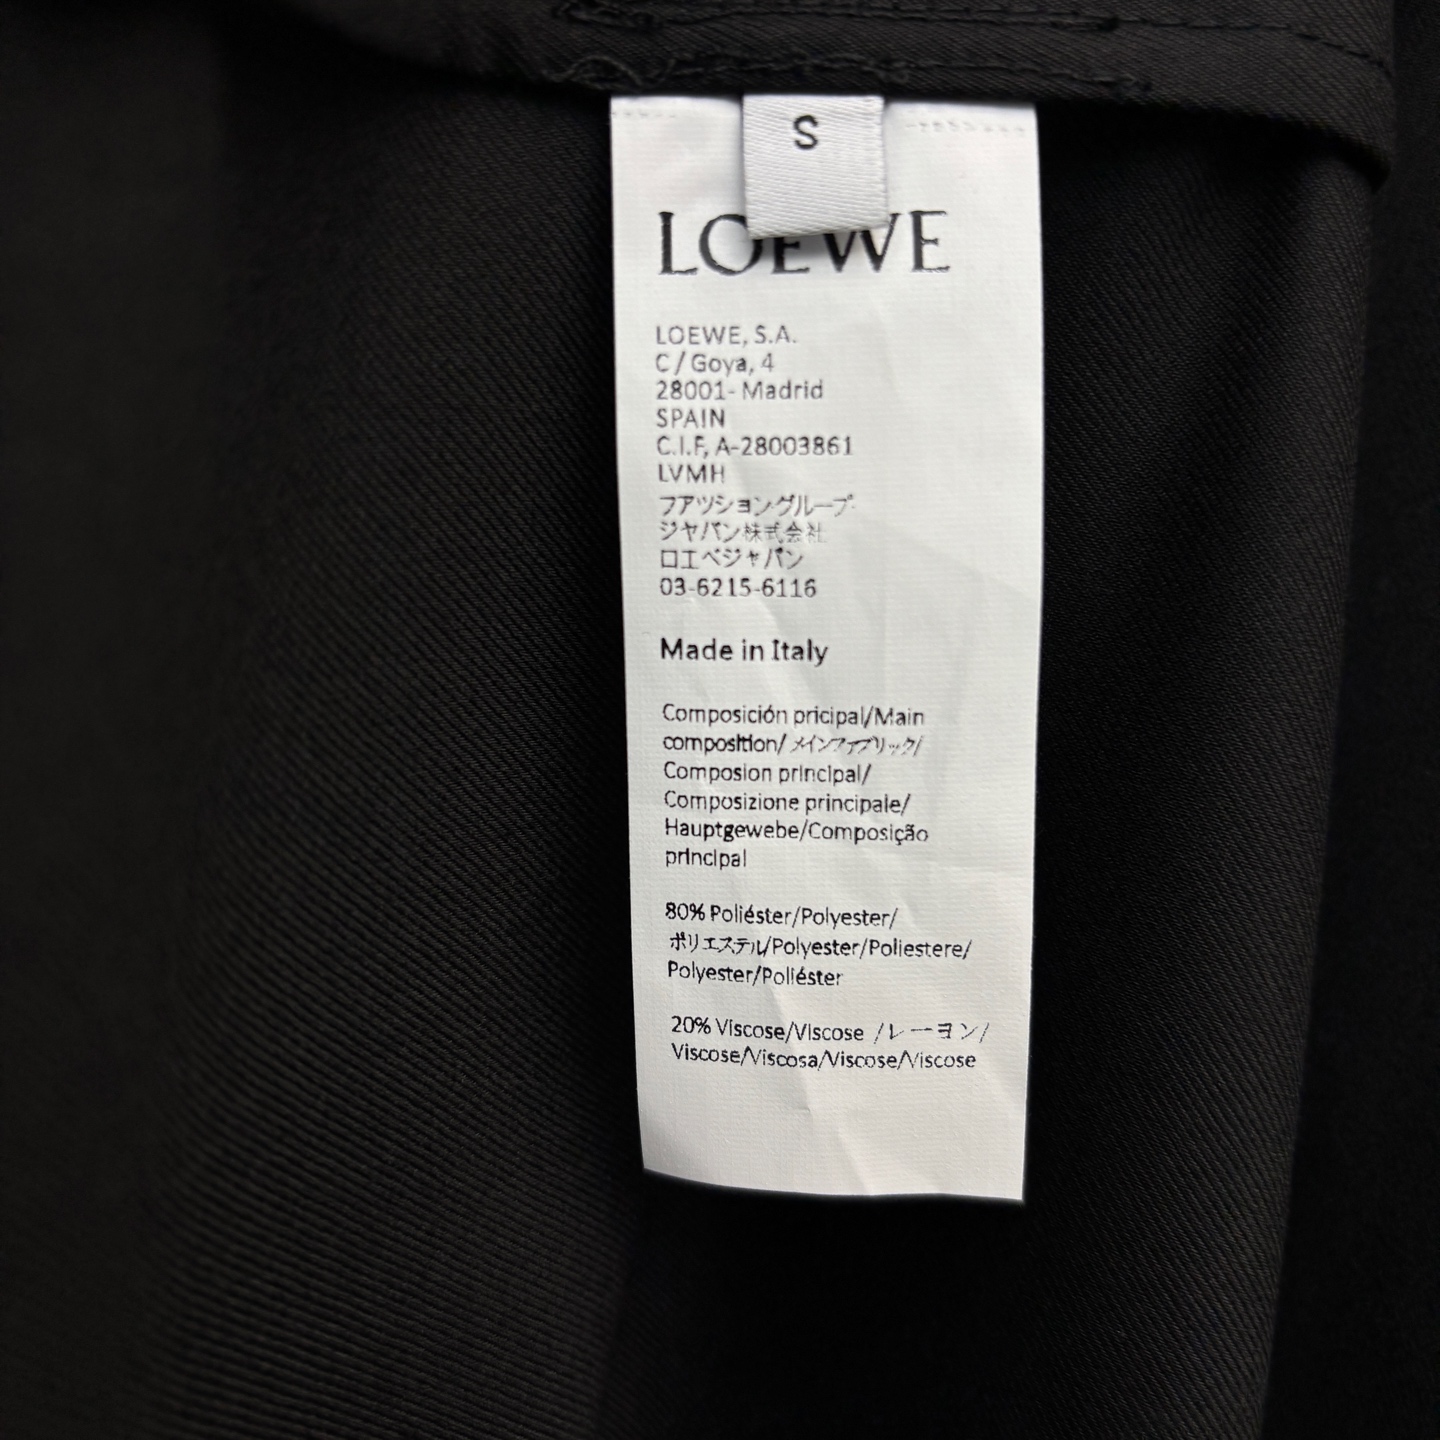 S
LOEWE
LOEWE, S.A.
C / Goya, 4
28001- Madrid
SPAIN
C.I.F, A-28003861
LVMH
フアツショングループ
ジヤパン株式会社
ロエベジャパン
03-6215-6116
Made in Italy
Composición pricipal/Main
composition/ メインファブリック/
Composion principal/
Composizione principale/
Hauptgewebe/Composição
principal
80% Poliéster/Polyester/
ポリエステル/Polyester/Poliestere/
Polyester/Poliéster
20% Viscose/Viscose /レーヨン/
Viscose/Viscosa/Viscose/Viscose